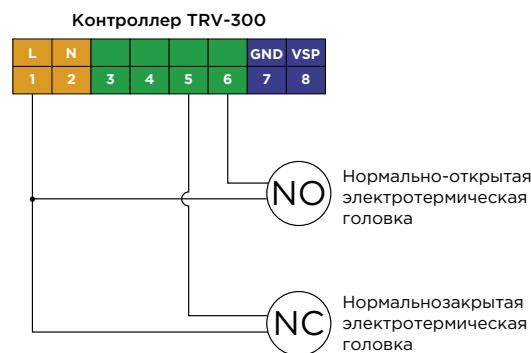 Контроллер TRV-300
L N GND VSP
1 2 3 4 5 6 7 8
NO
Нормально-открытая
электротермическая
головка
NC
Нормальнозакрытая
электротермическая
головка